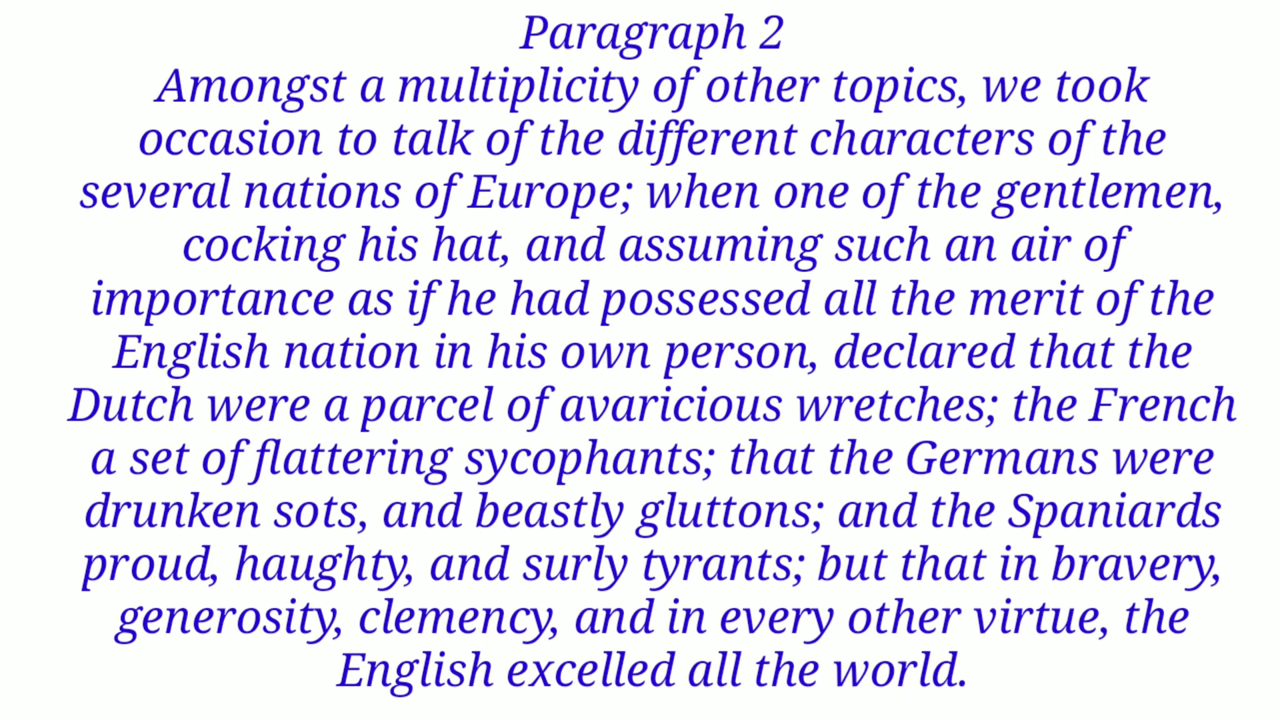 Paragraph 2
Amongst a multiplicity of other topics, we took
occasion to talk of the different characters of the
several nations of Europe; when one of the gentlemen,
cocking his hat, and assuming such an air of
importance as if he had possessed all the merit of the
English nation in his own person, declared that the
Dutch were a parcel of avaricious wretches; the French
a set of flattering sycophants; that the Germans were
drunken sots, and beastly gluttons; and the Spaniards
proud, haughty, and surly tyrants; but that in bravery,
generosity, clemency, and in every other virtue, the
English excelled all the world.